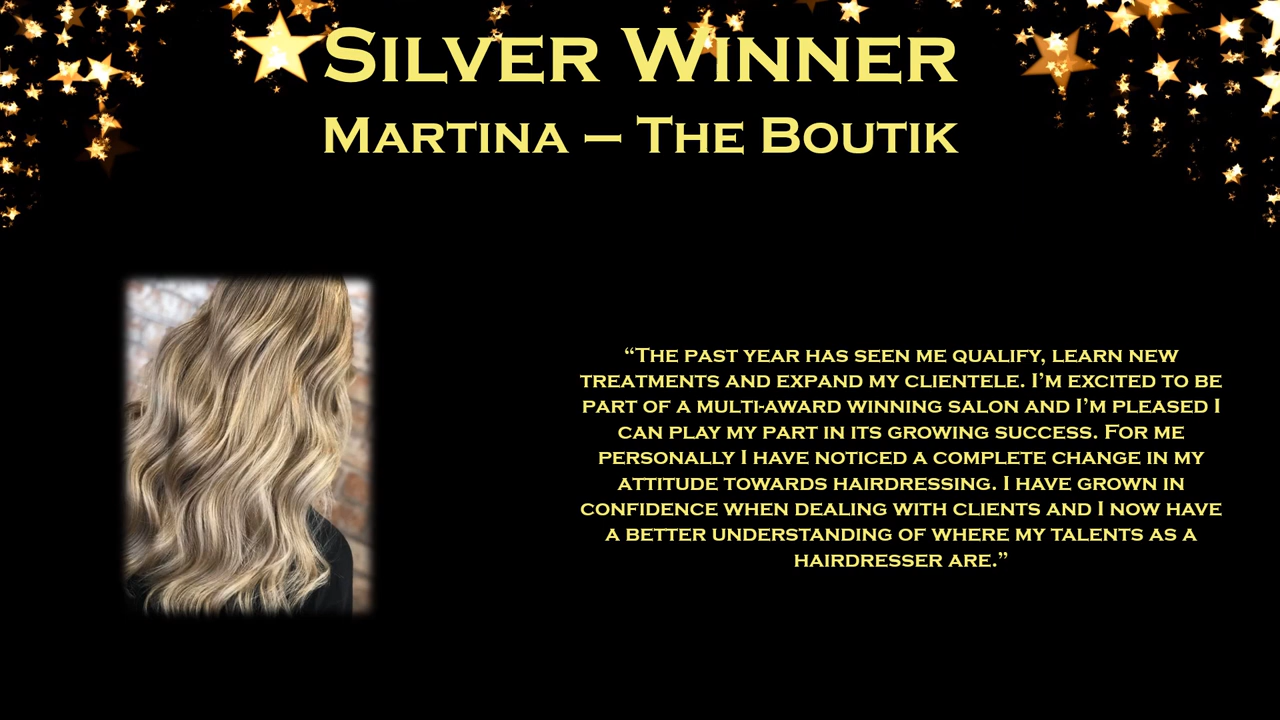 Silver Winner
Martina – The Boutik
“The past year has seen me qualify, learn new
treatments and expand my clientele. I’m excited to be
part of a multi-award winning salon and I’m pleased I
can play my part in its growing success. For me
personally I have noticed a complete change in my
attitude towards hairdressing. I have grown in
confidence when dealing with clients and I now have
a better understanding of where my talents as a
hairdresser are.”